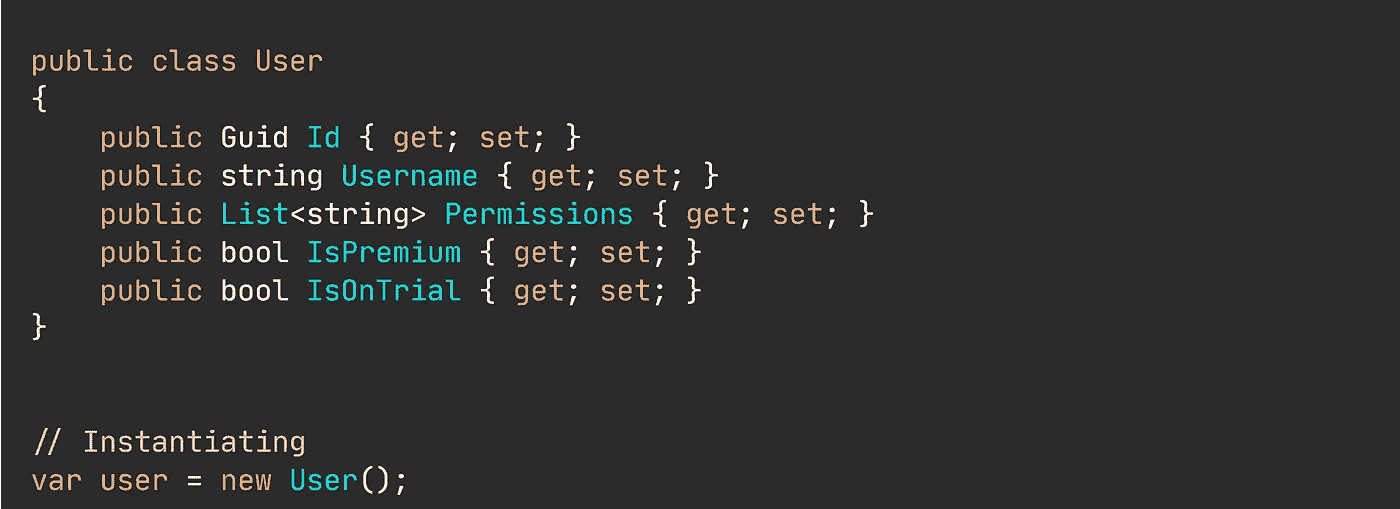 public class User
{
    public Guid Id { get; set; }
    public string Username { get; set; }
    public List<string> Permissions { get; set; }
    public bool IsPremium { get; set; }
    public bool IsOnTrial { get; set; }
}
// Instantiating
var user = new User();